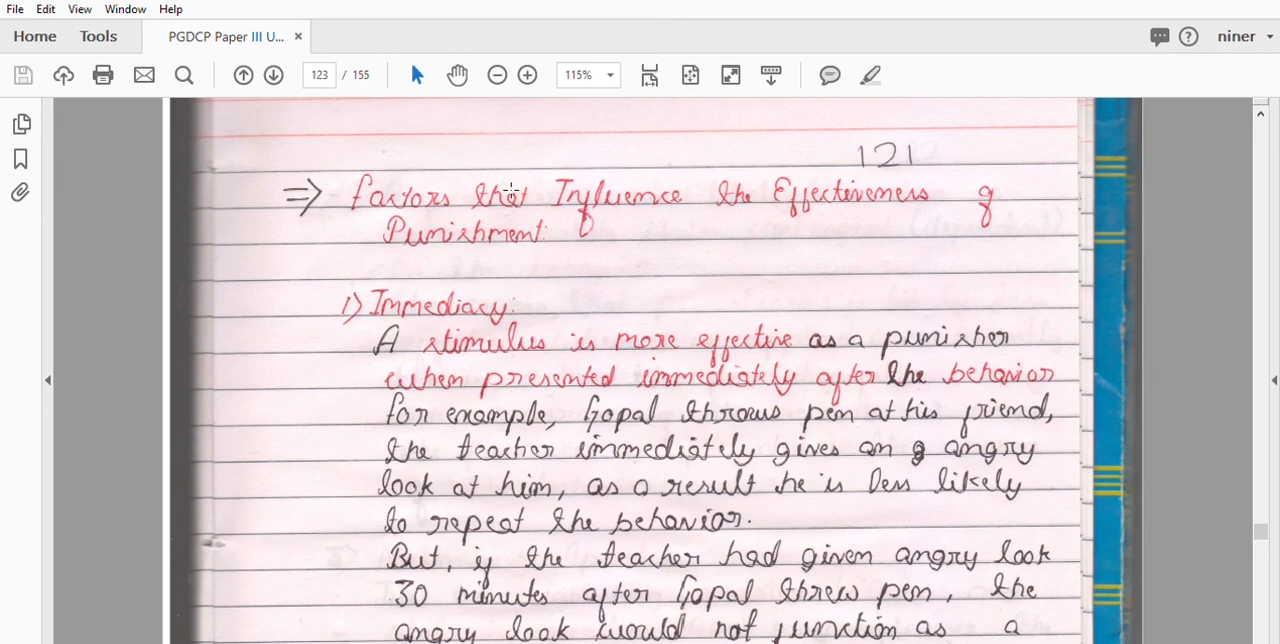 File Edit View Window Help
Home Tools PGDCP Paper III U... × niner
123 / 155 115%
121
⇒ Factors that Influence the Effectiveness of
Punishment:
1) Immediacy:
A stimulus is more effective as a punisher
when presented immediately after the behavior
for example, Gopal throws pen at his friend,
the teacher immediately gives an angry
look at him, as a result he is less likely
to repeat the behavior.
But, if the teacher had given angry look
30 minutes after Gopal threw pen, the
angry look would not function as a